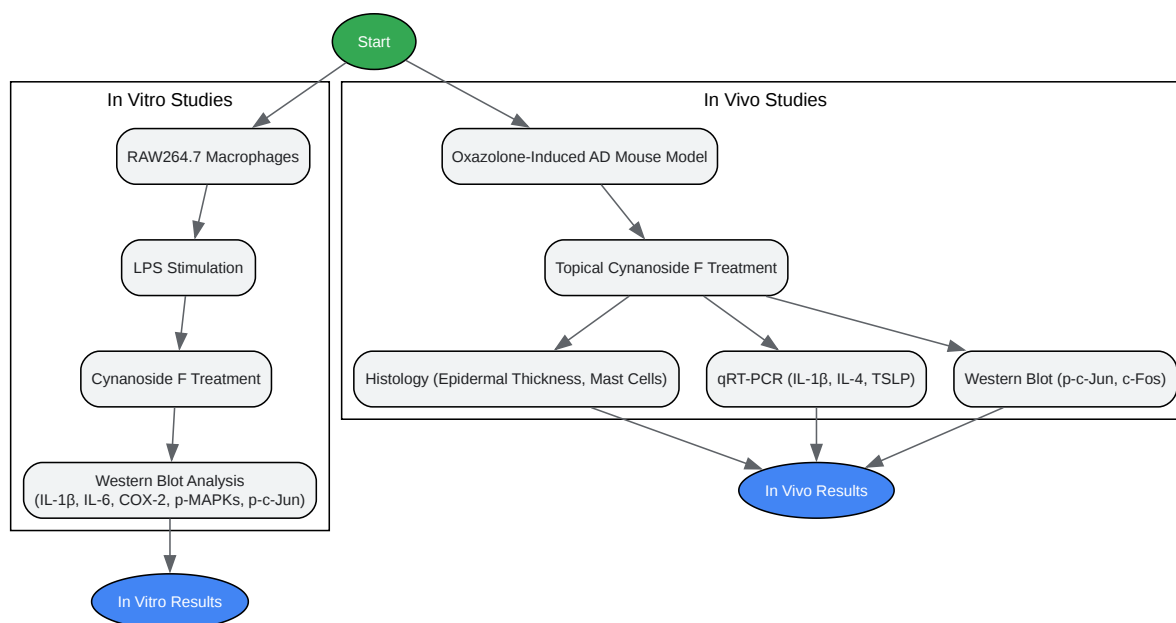 Start
In Vitro Studies
RAW264.7 Macrophages
LPS Stimulation
Cynanoside F Treatment
Western Blot Analysis
(IL-1β, IL-6, COX-2, p-MAPKs, p-c-Jun)
In Vitro Results
In Vivo Studies
Oxazolone-Induced AD Mouse Model
Topical Cynanoside F Treatment
Histology (Epidermal Thickness, Mast Cells)
qRT-PCR (IL-1β, IL-4, TSLP)
Western Blot (p-c-Jun, c-Fos)
In Vivo Results